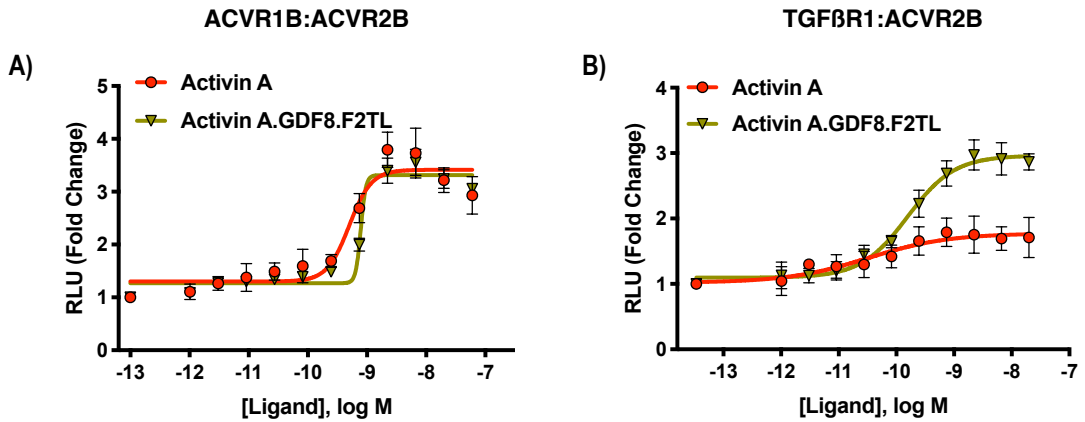 ACVR1B:ACVR2B
A)
Activin A
Activin A.GDF8.F2TL
RLU (Fold Change)
5
4
3
2
1
0
-13 -12 -11 -10 -9 -8 -7
[Ligand], log M
TGFßR1:ACVR2B
B)
Activin A
Activin A.GDF8.F2TL
RLU (Fold Change)
4
3
2
1
0
-13 -12 -11 -10 -9 -8 -7
[Ligand], log M